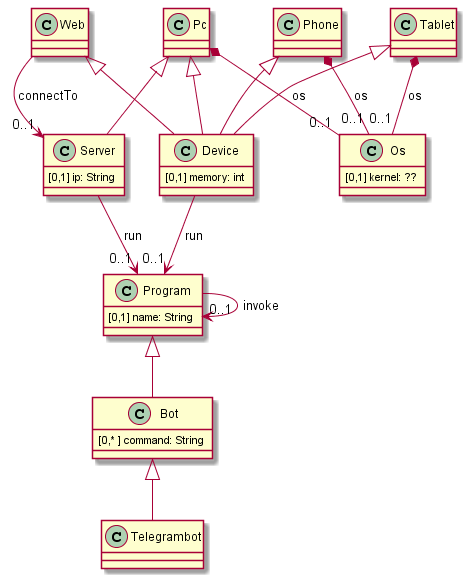 C Web
C Pc
C Phone
C Tablet
connectTo
os
os
os
0..1
0..1
0..1
0..1
C Server
[0,1] ip: String
C Device
[0,1] memory: int
C Os
[0,1] kernel: ??
run
run
0..1
0..1
C Program
[0,1] name: String
0..1
invoke
C Bot
[0,* ] command: String
C Telegrambot